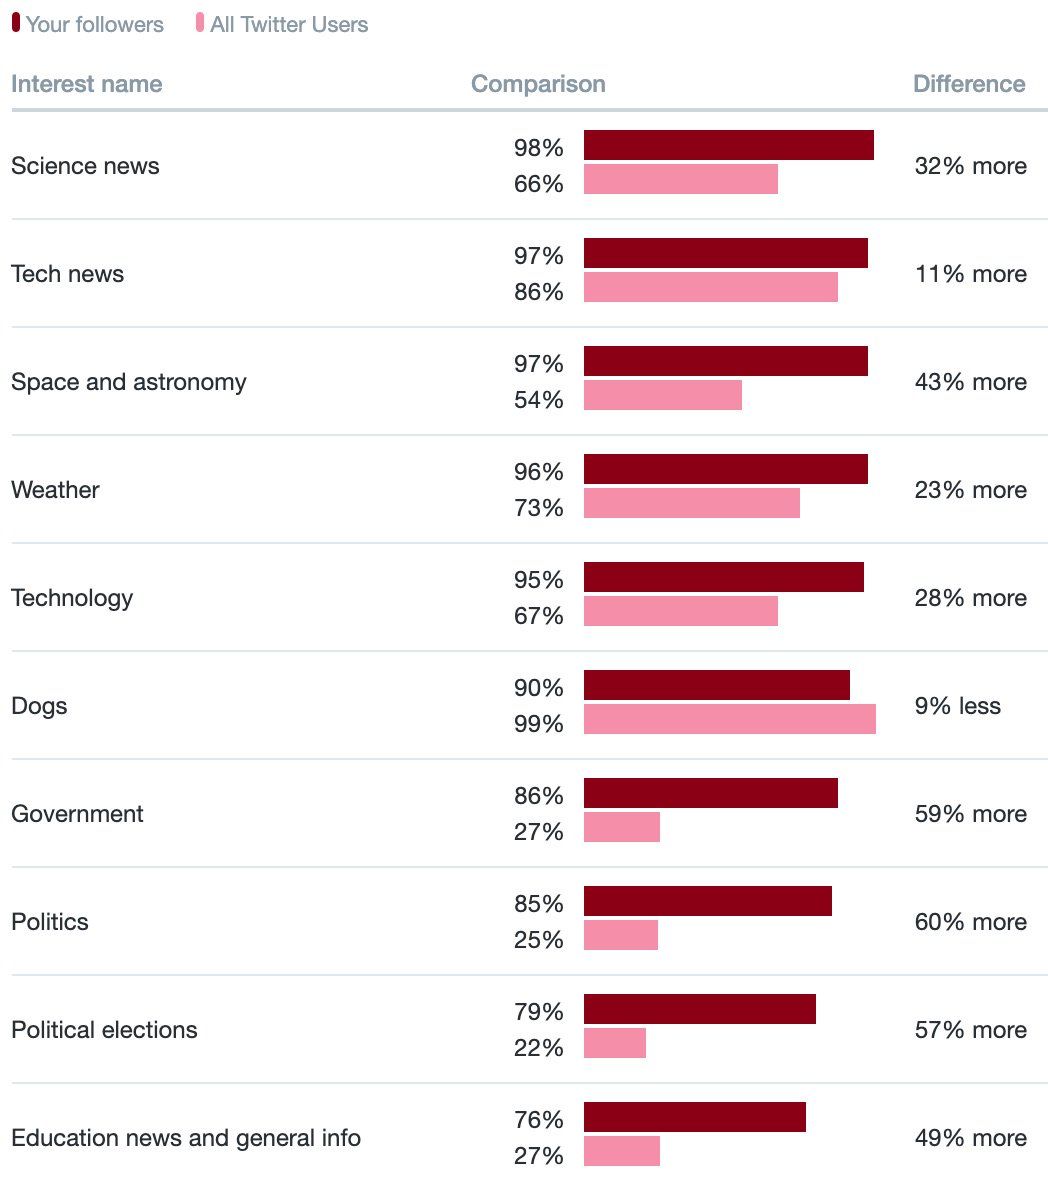 Your followers All Twitter Users
Interest name Comparison Difference
98%
Science news 32% more
66%
97%
Tech news 11% more
86%
97%
Space and astronomy 43% more
54%
96%
Weather 23% more
73%
95%
Technology 28% more
67%
90%
Dogs 9% less
99%
86%
Government 59% more
27%
85%
Politics 60% more
25%
79%
Political elections 57% more
22%
76%
Education news and general info 49% more
27%